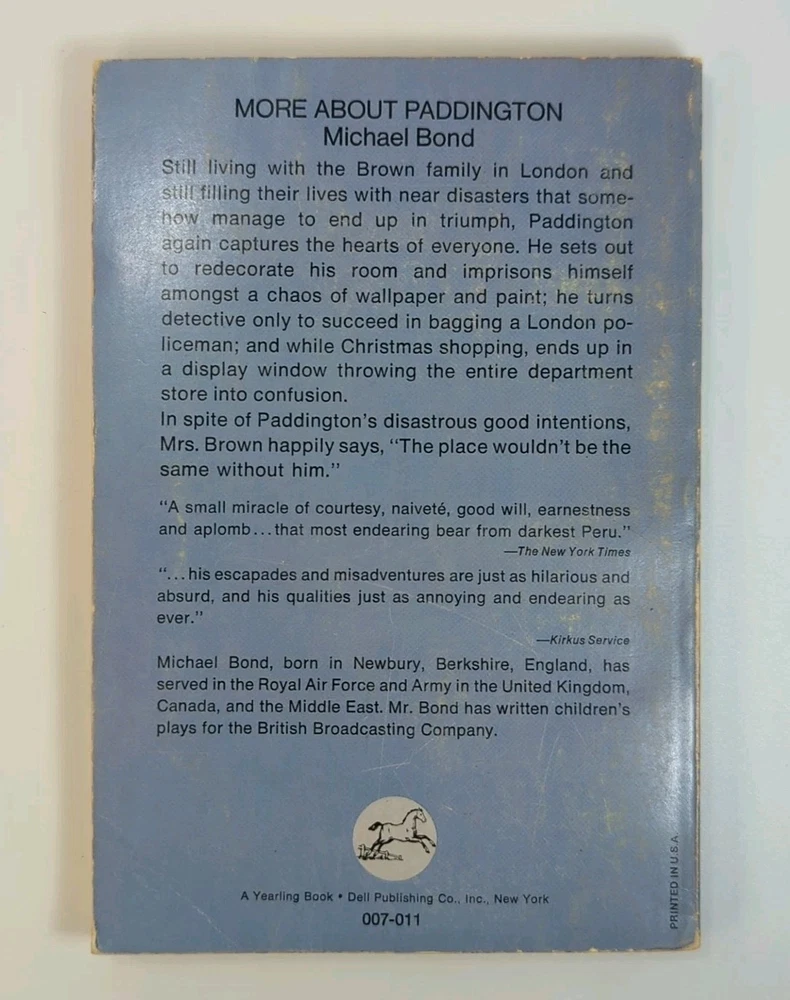 MORE ABOUT PADDINGTON
Michael Bond
Still living with the Brown family in London and
still filling their lives with near disasters that some-
how manage to end up in triumph, Paddington
again captures the hearts of everyone. He sets out
to redecorate his room and imprisons himself
amongst a chaos of wallpaper and paint; he turns
detective only to succeed in bagging a London po-
liceman; and while Christmas shopping, ends up in
a display window throwing the entire department
store into confusion.
In spite of Paddington's disastrous good intentions,
Mrs. Brown happily says, “The place wouldn't be the
same without him.”
“A small miracle of courtesy, naiveté, good will, earnestness
and aplomb...that most endearing bear from darkest Peru.”
—The New York Times
“...his escapades and misadventures are just as hilarious and
absurd, and his qualities just as annoying and endearing as
ever.”
—Kirkus Service
Michael Bond, born in Newbury, Berkshire, England, has
served in the Royal Air Force and Army in the United Kingdom,
Canada, and the Middle East. Mr. Bond has written children's
plays for the British Broadcasting Company.
A Yearling Book • Dell Publishing Co., Inc., New York
007-011
PRINTED IN U.S.A